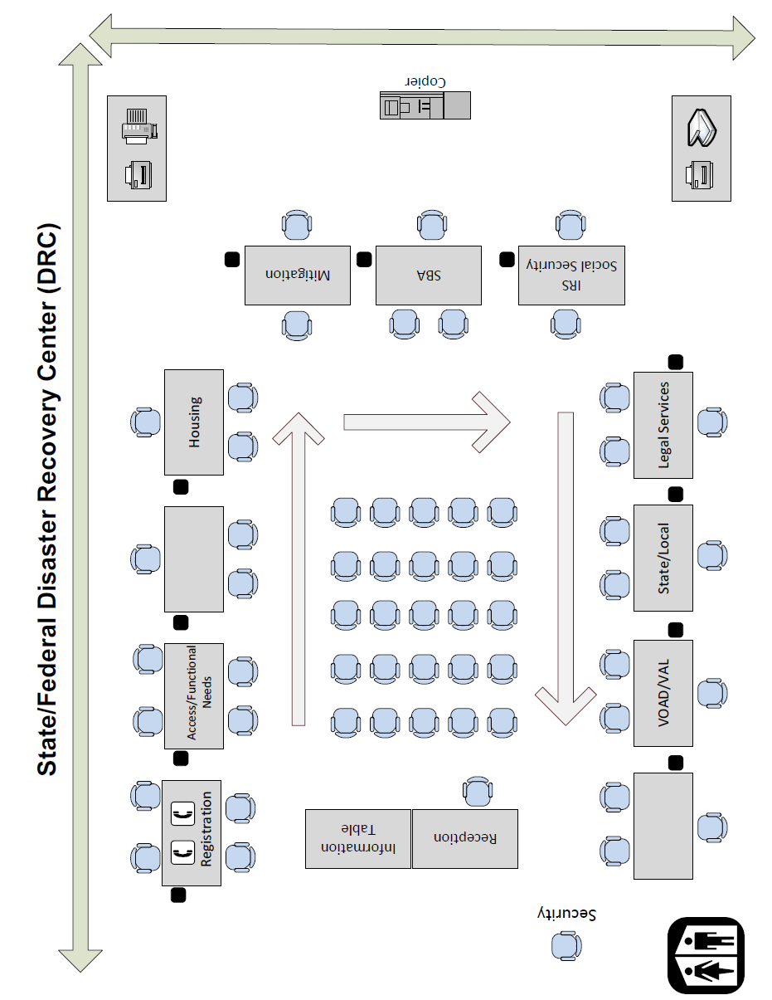 State/Federal Disaster Recovery Center (DRC)
Copier
Mitigation
SBA
IRS
Social Security
Housing
Legal Services
State/Local
Access/Functional
Needs
VOAD/VAL
Registration
Information
Table
Reception
Security